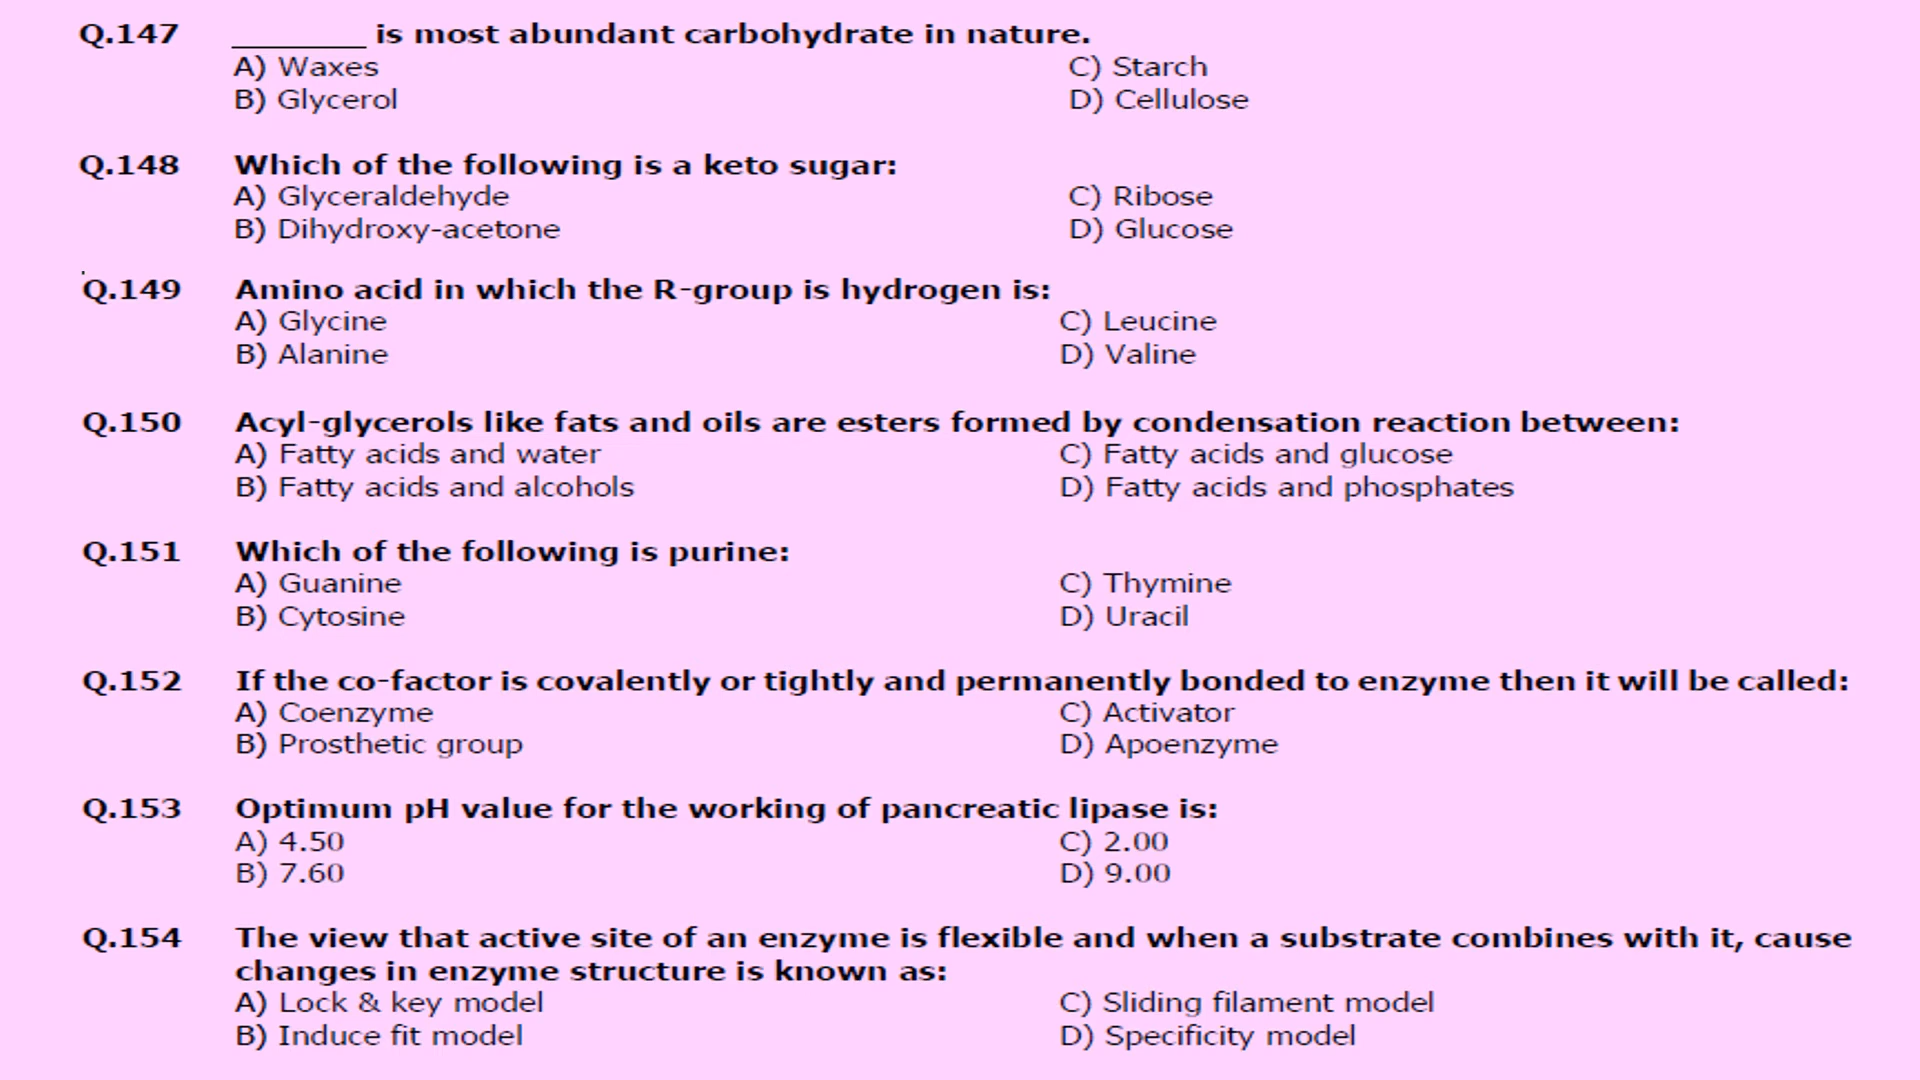 Q.147 ________ is most abundant carbohydrate in nature.
A) Waxes C) Starch
B) Glycerol D) Cellulose
Q.148 Which of the following is a keto sugar:
A) Glyceraldehyde C) Ribose
B) Dihydroxy-acetone D) Glucose
Q.149 Amino acid in which the R-group is hydrogen is:
A) Glycine C) Leucine
B) Alanine D) Valine
Q.150 Acyl-glycerols like fats and oils are esters formed by condensation reaction between:
A) Fatty acids and water C) Fatty acids and glucose
B) Fatty acids and alcohols D) Fatty acids and phosphates
Q.151 Which of the following is purine:
A) Guanine C) Thymine
B) Cytosine D) Uracil
Q.152 If the co-factor is covalently or tightly and permanently bonded to enzyme then it will be called:
A) Coenzyme C) Activator
B) Prosthetic group D) Apoenzyme
Q.153 Optimum pH value for the working of pancreatic lipase is:
A) 4.50 C) 2.00
B) 7.60 D) 9.00
Q.154 The view that active site of an enzyme is flexible and when a substrate combines with it, cause
changes in enzyme structure is known as:
A) Lock & key model C) Sliding filament model
B) Induce fit model D) Specificity model